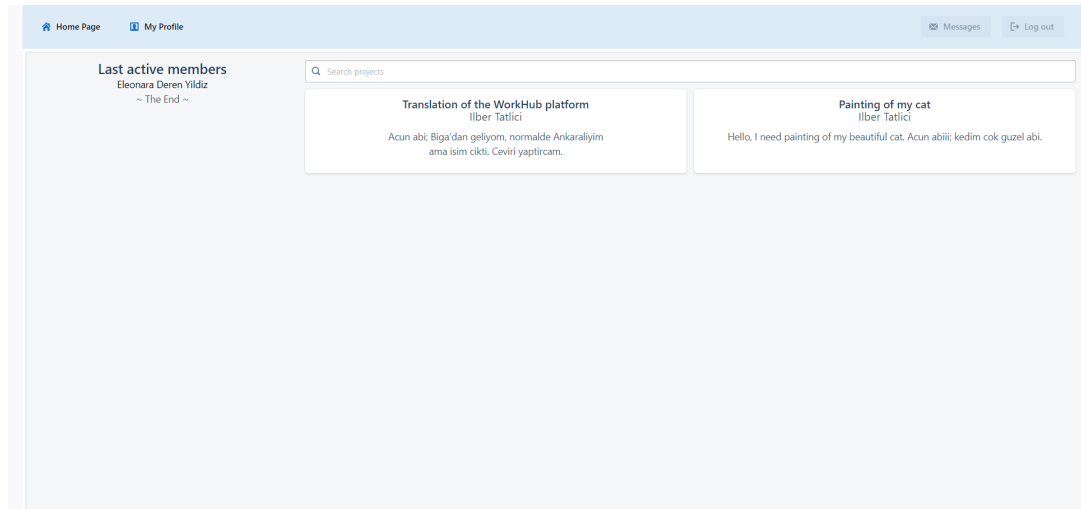 Home Page
My Profile
Messages
Log out
Last active members
Eleonara Deren Yildiz
~ The End ~
Search projects
Translation of the WorkHub platform
Ilber Tatlici
Acun abi; Biga'dan geliyom, normalde Ankaraliyim
ama isim cikti. Ceviri yaptircam.
Painting of my cat
Ilber Tatlici
Hello, I need painting of my beautiful cat. Acun abiii; kedim cok guzel abi.